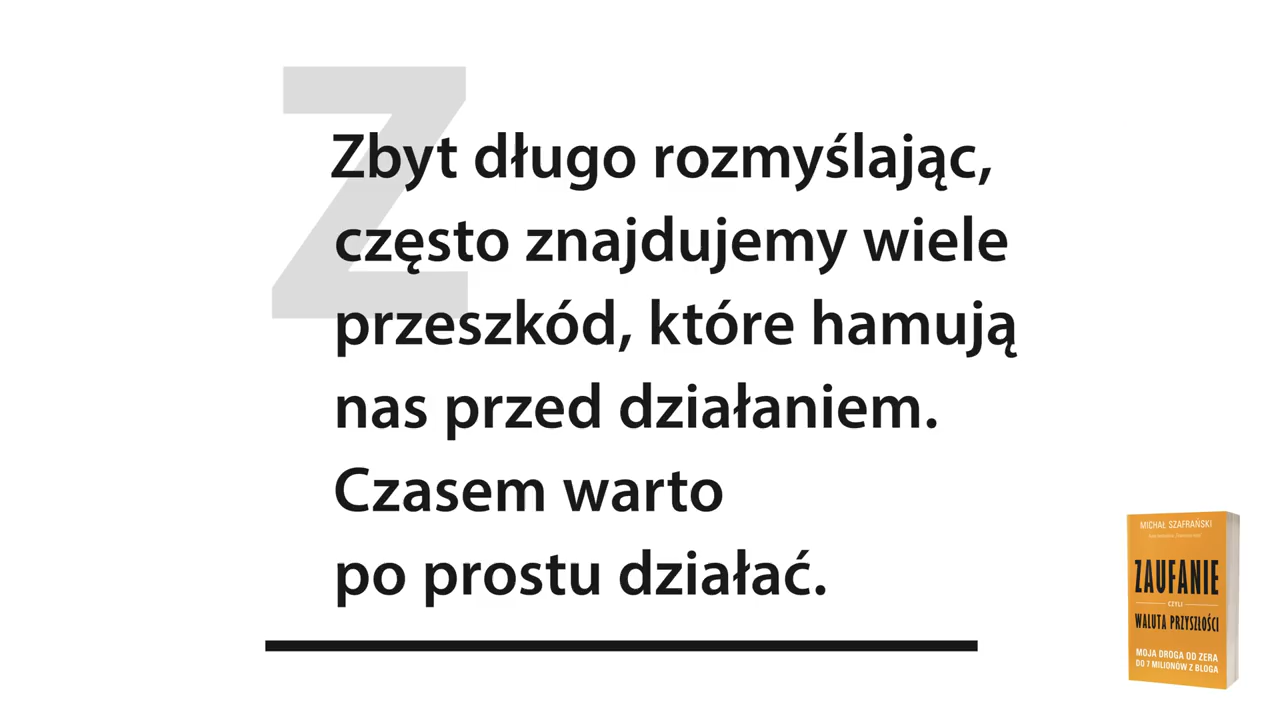 Z
Zbyt długo rozmyślając,
często znajdujemy wiele
przeszkód, które hamują
nas przed działaniem.
Czasem warto
po prostu działać.
MICHAŁ SZAFRAŃSKI
ZAUFANIE
CZYLI
WALUTA PRZYSZŁOŚCI
MOJA DROGA OD ZERA
DO 7 MILIONÓW Z BLOGA